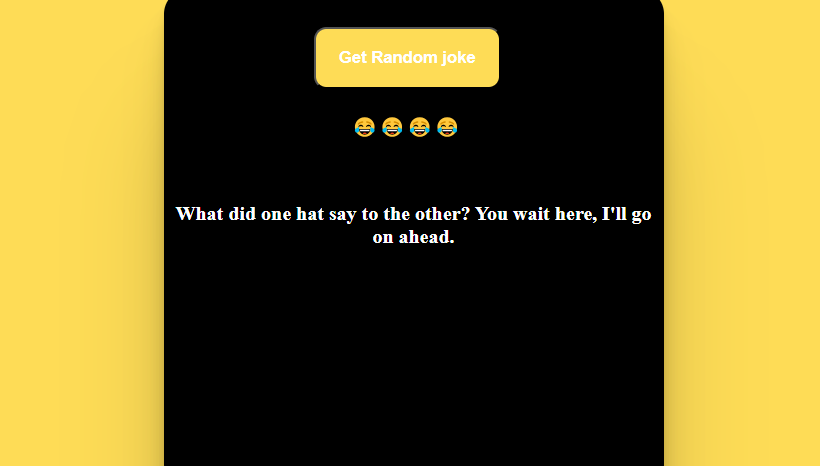 Get Random joke
😂 😂 😂 😂
What did one hat say to the other? You wait here, I'll go
on ahead.